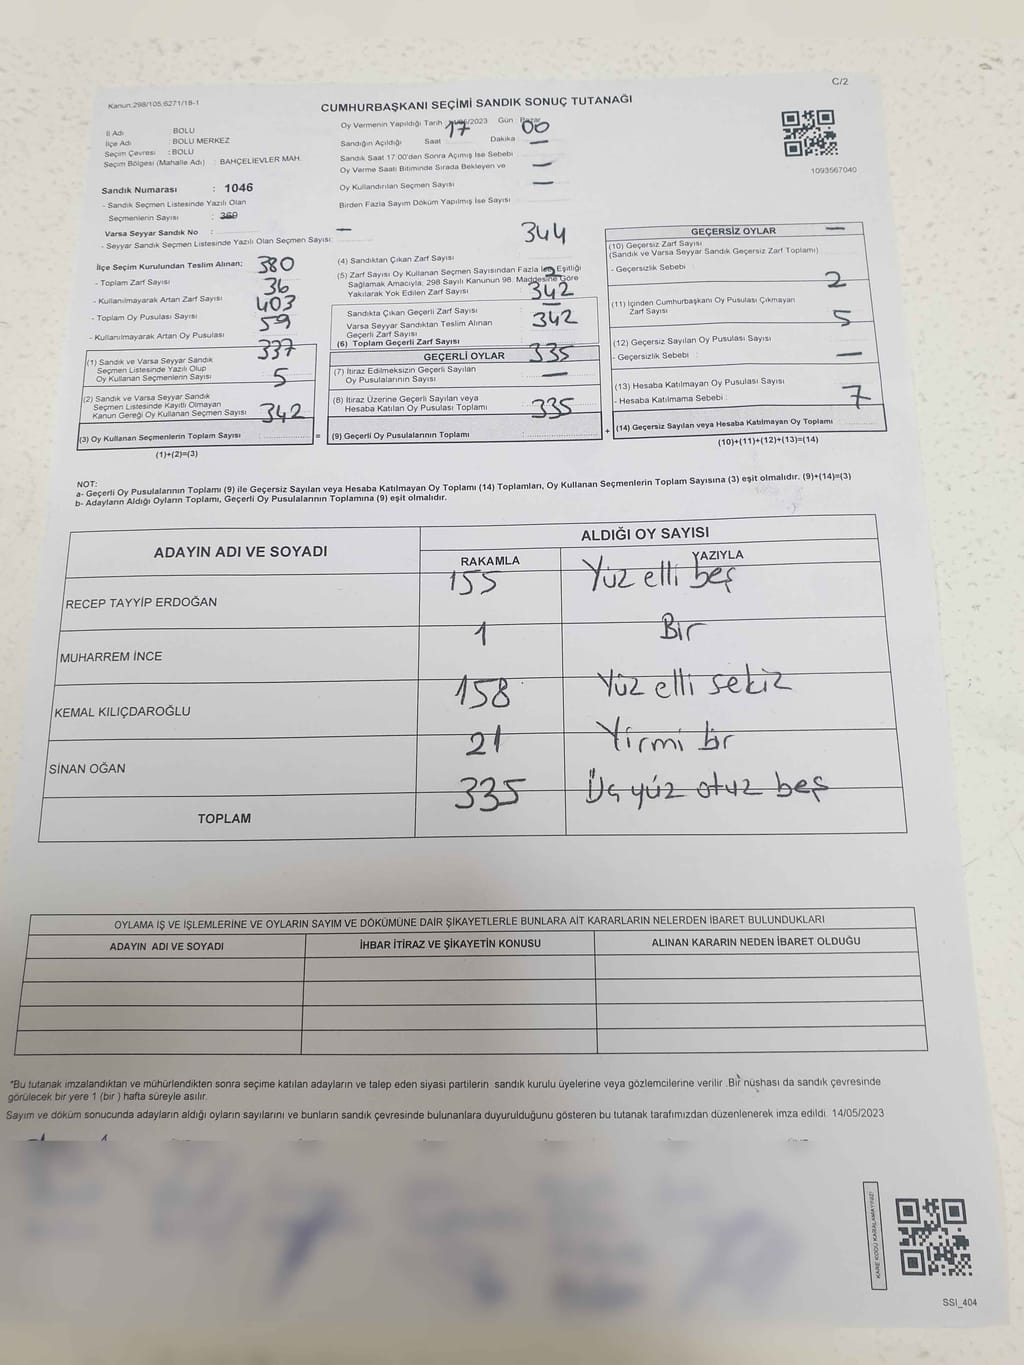 C/2
Kanun:298/105,6271/18-1
CUMHURBAŞKANI SEÇİMİ SANDIK SONUÇ TUTANAĞI
İl Adı BOLU
İlçe Adı : BOLU MERKEZ
Seçim Çevresi : BOLU
Seçim Bölgesi (Mahalle Adı) : BAHÇELİEVLER MAH.
Sandık Numarası : 1046
- Sandık Seçmen Listesinde Yazılı Olan
Seçmenlerin Sayısı : 369
Varsa Seyyar Sandık No : —
- Seyyar Sandık Seçmen Listesinde Yazılı Olan Seçmen Sayısı:
İlçe Seçim Kurulundan Teslim Alınan; 380
- Toplam Zarf Sayısı 36
- Kullanılmayarak Artan Zarf Sayısı 403
- Toplam Oy Pusulası Sayısı 59
- Kullanılmayarak Artan Oy Pusulası
337
(1) Sandık ve Varsa Seyyar Sandık
Seçmen Listesinde Yazılı Olup
Oy Kullanan Seçmenlerin Sayısı 5
(2) Sandık ve Varsa Seyyar Sandık
Seçmen Listesinde Kayıtlı Olmayan
Kanun Gereği Oy Kullanan Seçmen Sayısı 342
(3) Oy Kullanan Seçmenlerin Toplam Sayısı : =
(1)+(2)=(3)
Oy Vermenin Yapıldığı Tarih /2023 Gün : Pazar
17 00
Sandığın Açıldığı Saat Dakika —
Sandık Saat 17:00'den Sonra Açımış İse Sebebi
Oy Verme Saati Bitiminde Sırada Bekleyen ve —
Oy Kullandırılan Seçmen Sayısı —
Birden Fazla Sayım Döküm Yapılmış İse Sayısı
344
(4) Sandıktan Çıkan Zarf Sayısı
(5) Zarf Sayısı Oy Kullanan Seçmen Sayısından Fazla İse, Eşitliği
Sağlamak Amacıyla; 298 Sayılı Kanunun 98. Maddesine Göre 2
Yakılarak Yok Edilen Zarf Sayısı 342
Sandıkta Çıkan Geçerli Zarf Sayısı —
Varsa Seyyar Sandıktan Teslim Alınan 342
Geçerli Zarf Sayısı
(6) Toplam Geçerli Zarf Sayısı
GEÇERLİ OYLAR 335
(7) İtiraz Edilmeksizin Geçerli Sayılan —
Oy Pusulalarının Sayısı
(8) İtiraz Üzerine Geçerli Sayılan veya
Hesaba Katılan Oy Pusulası Toplamı 335
(9) Geçerli Oy Pusulalarının Toplamı : +
GEÇERSİZ OYLAR —
(10) Geçersiz Zarf Sayısı
(Sandık ve Varsa Seyyar Sandık Geçersiz Zarf Toplamı)
- Geçersizlik Sebebi : 2
(11) İçinden Cumhurbaşkanı Oy Pusulası Çıkmayan
Zarf Sayısı 5
(12) Geçersiz Sayılan Oy Pusulası Sayısı
- Geçersizlik Sebebi : —
(13) Hesaba Katılmayan Oy Pusulası Sayısı
- Hesaba Katılmama Sebebi : 7
(14) Geçersiz Sayılan veya Hesaba Katılmayan Oy Toplamı
(10)+(11)+(12)+(13)=(14)
1093567040
NOT:
a- Geçerli Oy Pusulalarının Toplamı (9) ile Geçersiz Sayılan veya Hesaba Katılmayan Oy Toplamı (14) Toplamları, Oy Kullanan Seçmenlerin Toplam Sayısına (3) eşit olmalıdır. (9)+(14)=(3)
b- Adayların Aldığı Oyların Toplamı, Geçerli Oy Pusulalarının Toplamına (9) eşit olmalıdır.
ADAYIN ADI VE SOYADI ALDIĞI OY SAYISI
RAKAMLA YAZIYLA
RECEP TAYYİP ERDOĞAN 155 Yüz elli beş
MUHARREM İNCE 1 Bir
KEMAL KILIÇDAROĞLU 158 Yüz elli sekiz
SİNAN OĞAN 21 Yirmi bir
TOPLAM 335 Üç yüz otuz beş
OYLAMA İŞ VE İŞLEMLERİNE VE OYLARIN SAYIM VE DÖKÜMÜNE DAİR ŞİKAYETLERLE BUNLARA AİT KARARLARIN NELERDEN İBARET BULUNDUKLARI
ADAYIN ADI VE SOYADI İHBAR İTİRAZ VE ŞİKAYETİN KONUSU ALINAN KARARIN NEDEN İBARET OLDUĞU
*Bu tutanak imzalandıktan ve mühürlendikten sonra seçime katılan adayların ve talep eden siyasi partilerin sandık kurulu üyelerine veya gözlemcilerine verilir .Bir nüshası da sandık çevresinde
görülecek bir yere 1 (bir ) hafta süreyle asılır.
Sayım ve döküm sonucunda adayların aldığı oyların sayılarını ve bunların sandık çevresinde bulunanlara duyurulduğunu gösteren bu tutanak tarafımızdan düzenlenerek imza edildi. 14/05/2023
KARE KODU KARALAMAYINIZ!
SSI_404